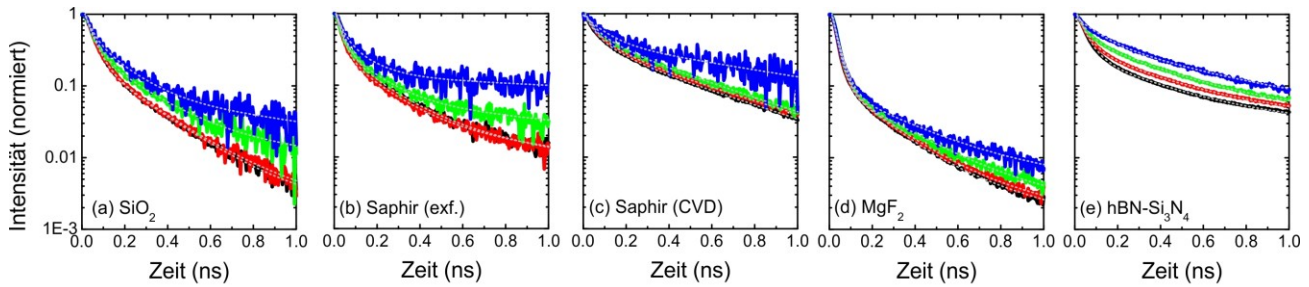 Intensität (normiert)
1
0.1
0.01
1E-3
(a) SiO₂
(b) Saphir (exf.)
(c) Saphir (CVD)
(d) MgF₂
(e) hBN-Si₃N₄
0.0 0.2 0.4 0.6 0.8 1.0
0.0 0.2 0.4 0.6 0.8 1.0
0.0 0.2 0.4 0.6 0.8 1.0
0.0 0.2 0.4 0.6 0.8 1.0
0.0 0.2 0.4 0.6 0.8 1.0
Zeit (ns)
Zeit (ns)
Zeit (ns)
Zeit (ns)
Zeit (ns)